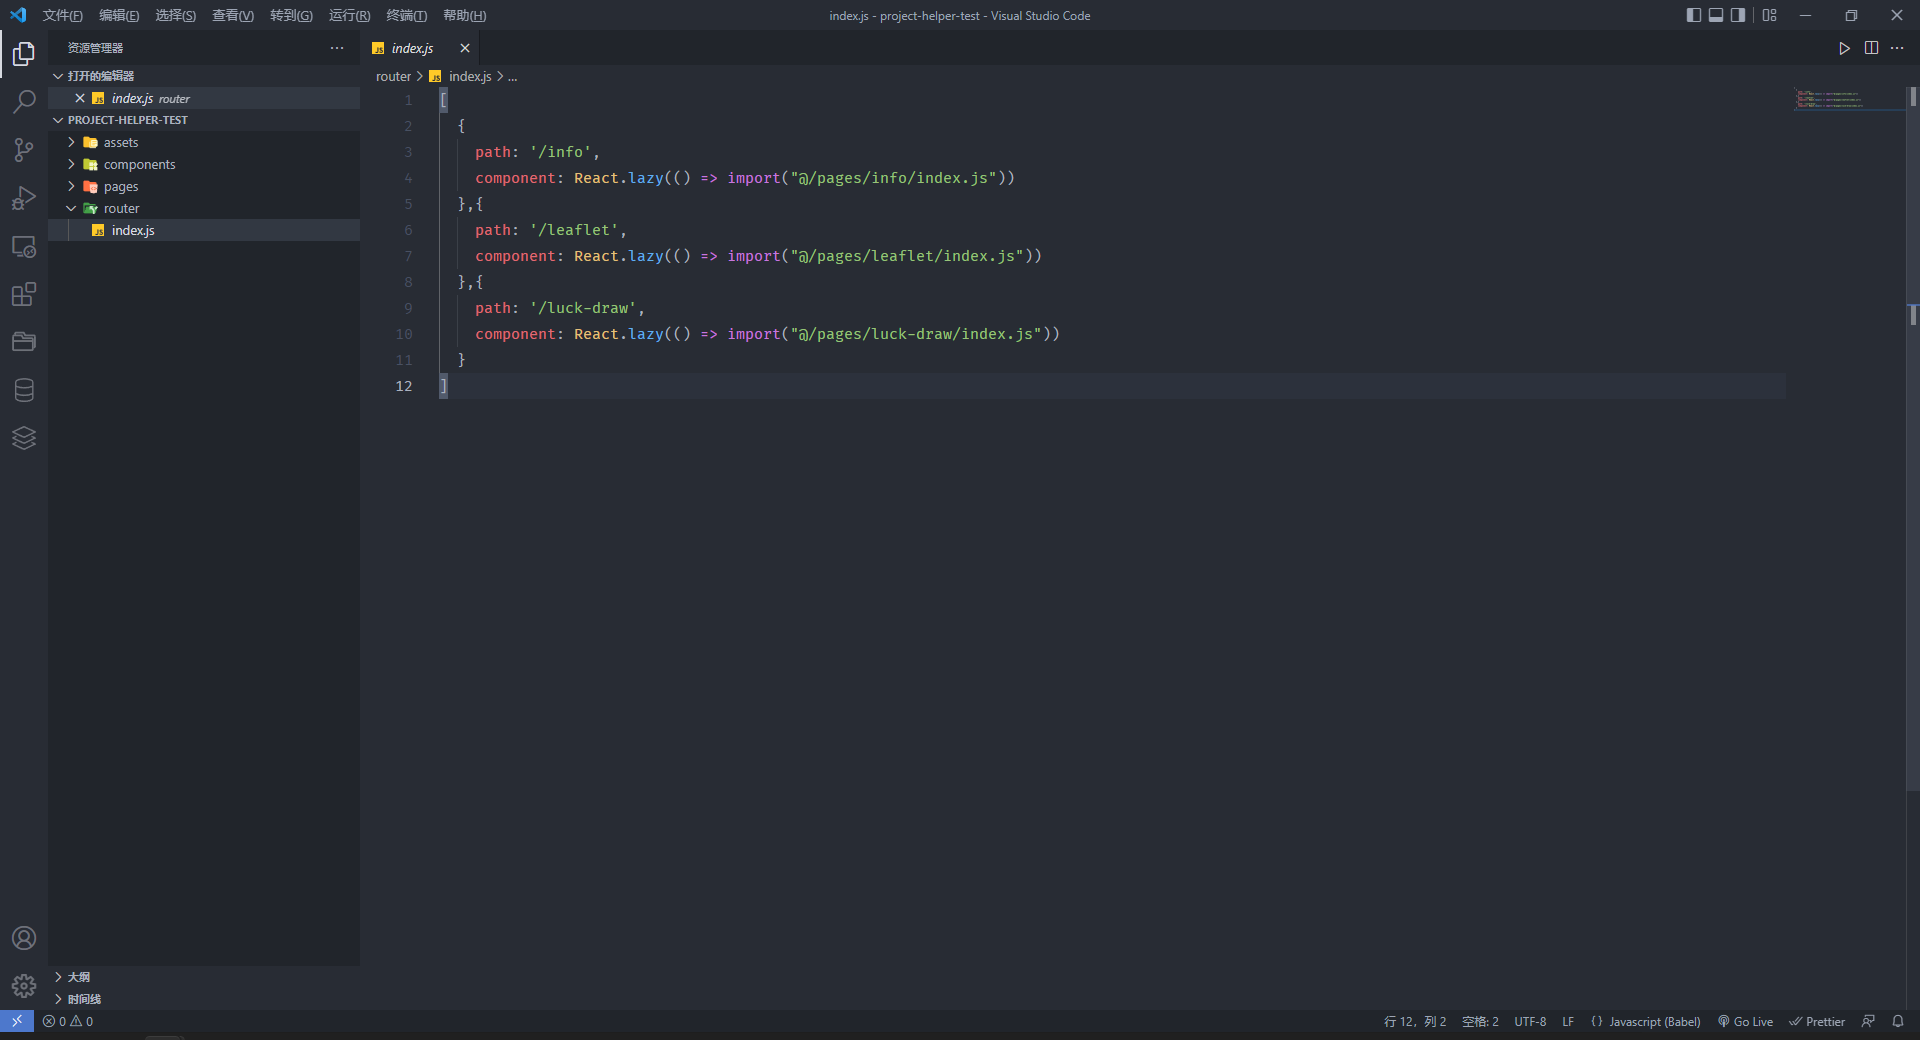 文件(F) 编辑(E) 选择(S) 查看(V) 转到(G) 运行(R) 终端(T) 帮助(H)
index.js - project-helper-test - Visual Studio Code
资源管理器
打开的编辑器
index.js router
PROJECT-HELPER-TEST
assets
components
pages
router
index.js
大纲
时间线
index.js
router > index.js > ...
1 [
2 {
3 path: '/info',
4 component: React.lazy(() => import("@/pages/info/index.js"))
5 },{
6 path: '/leaflet',
7 component: React.lazy(() => import("@/pages/leaflet/index.js"))
8 },{
9 path: '/luck-draw',
10 component: React.lazy(() => import("@/pages/luck-draw/index.js"))
11 }
12 ]
0 0
行 12，列 2 空格: 2 UTF-8 LF {} Javascript (Babel) Go Live Prettier